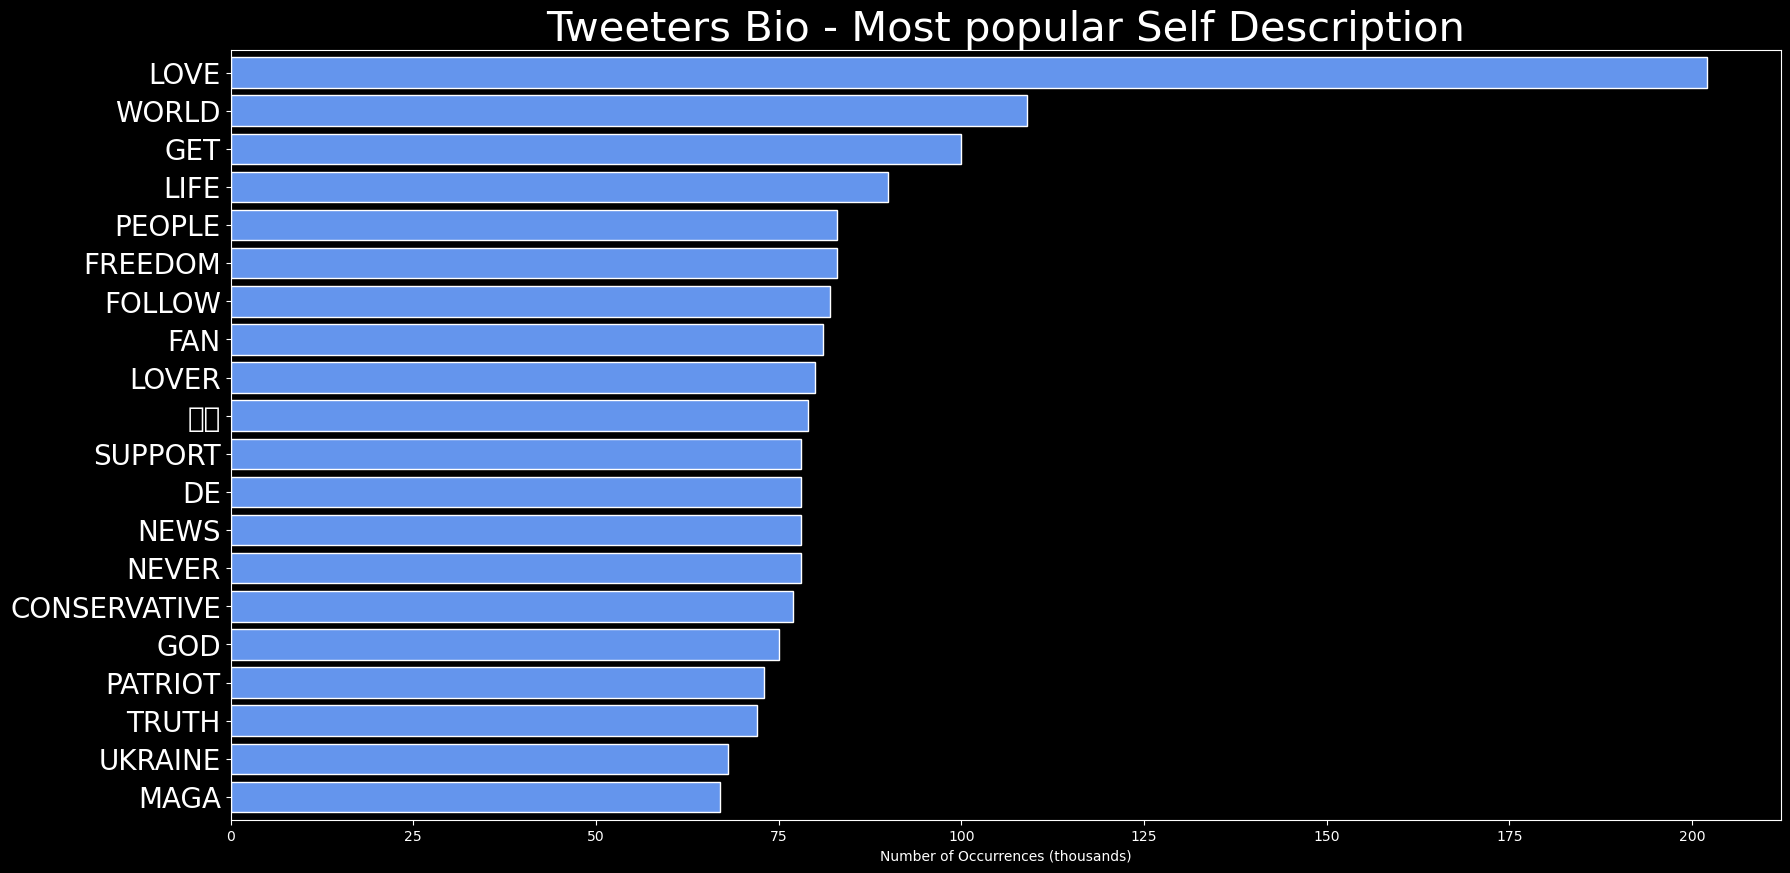 Tweeters Bio - Most popular Self Description
LOVE
WORLD
GET
LIFE
PEOPLE
FREEDOM
FOLLOW
FAN
LOVER
SUPPORT
DE
NEWS
NEVER
CONSERVATIVE
GOD
PATRIOT
TRUTH
UKRAINE
MAGA
0 25 50 75 100 125 150 175 200
Number of Occurrences (thousands)